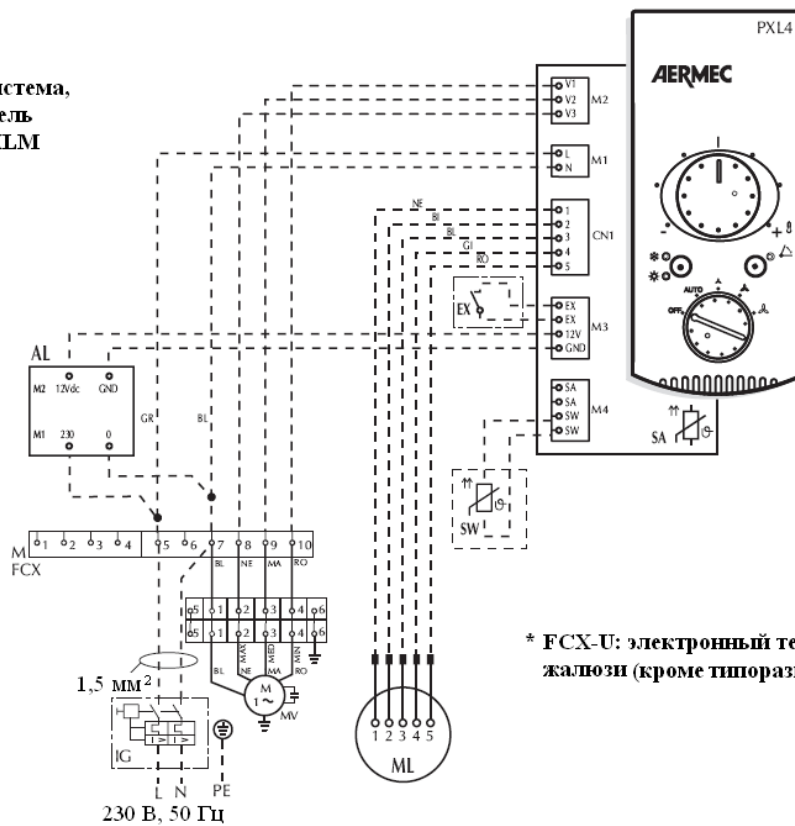 PXL4
истема,
AERMEC
V1
V2 M2
V3
ель
ILM
L M1
N
- + 
NE 1
BI 2
BL 3 CN1
GI 4
RO 5
AUTO
OFF
EX
EX
EX M3
12V
GND
AL
M2 12Vdc GND
M1 230 0
GR BL
SA
SA M4
SW
SW
SA
SW
M 1 2 3 4 5 6 7 8 9 10
FCX
BL NE MA RO
5 1 2 3 4 6
5 1 2 3 4 6
MAX MED MIN
BL NE MA RO
M
1~
MV
* FCX-U: электронный те
жалюзи (кроме типоразм
1,5 мм²
I> I>
IG
1 2 3 4 5
ML
L N PE
230 В, 50 Гц